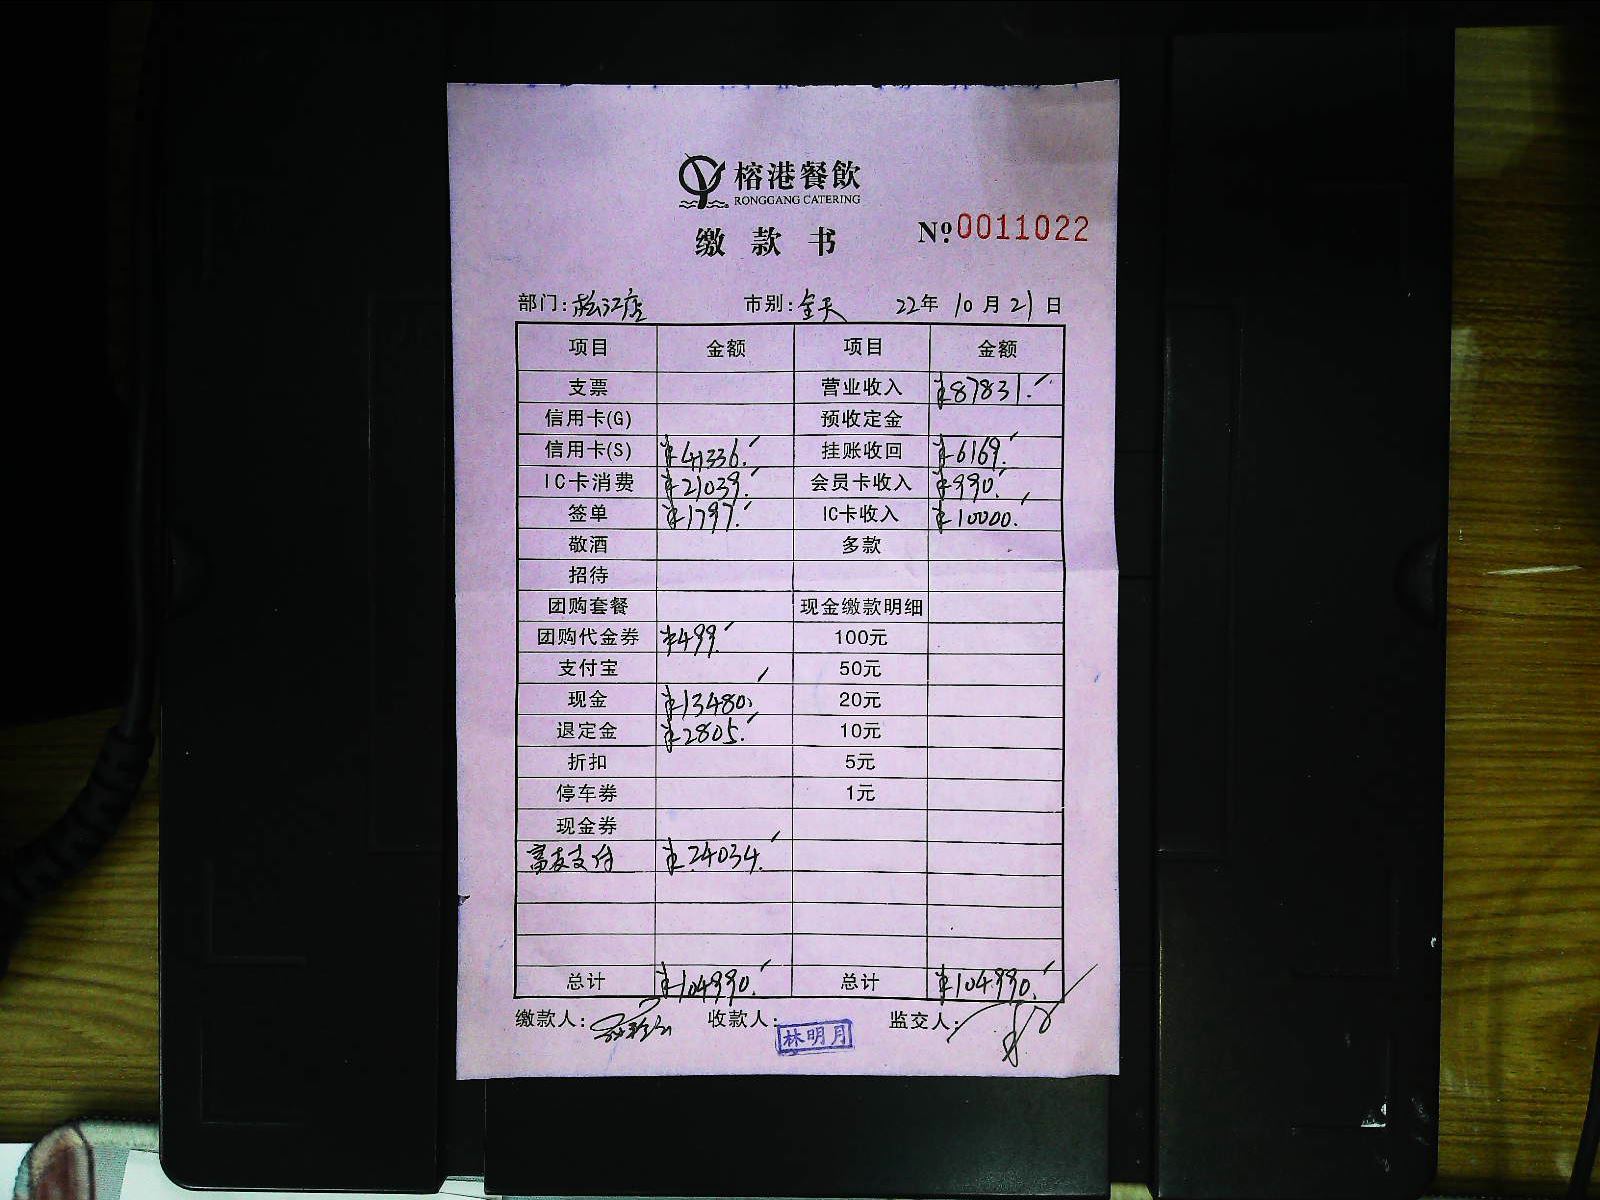 榕港餐飲
RONGGANG CATERING
缴款书 №0011022
部门:松江店 市别:全天 22年10月21日
项目 金额 项目 金额
支票 营业收入 ¥87831.
信用卡(G) 预收定金
信用卡(S) ¥41336. 挂账收回 ¥6169.
IC卡消费 ¥21039. 会员卡收入 ¥990.
签单 ¥1797. IC卡收入 ¥10000.
敬酒 多款
招待
团购套餐 现金缴款明细
团购代金券 ¥499. 100元
支付宝 50元
现金 ¥13480. 20元
退定金 ¥2805. 10元
折扣 5元
停车券 1元
现金券
富友支付 ¥24034.
总计 ¥104990. 总计 ¥104990.
缴款人: 收款人: 林明月 监交人: